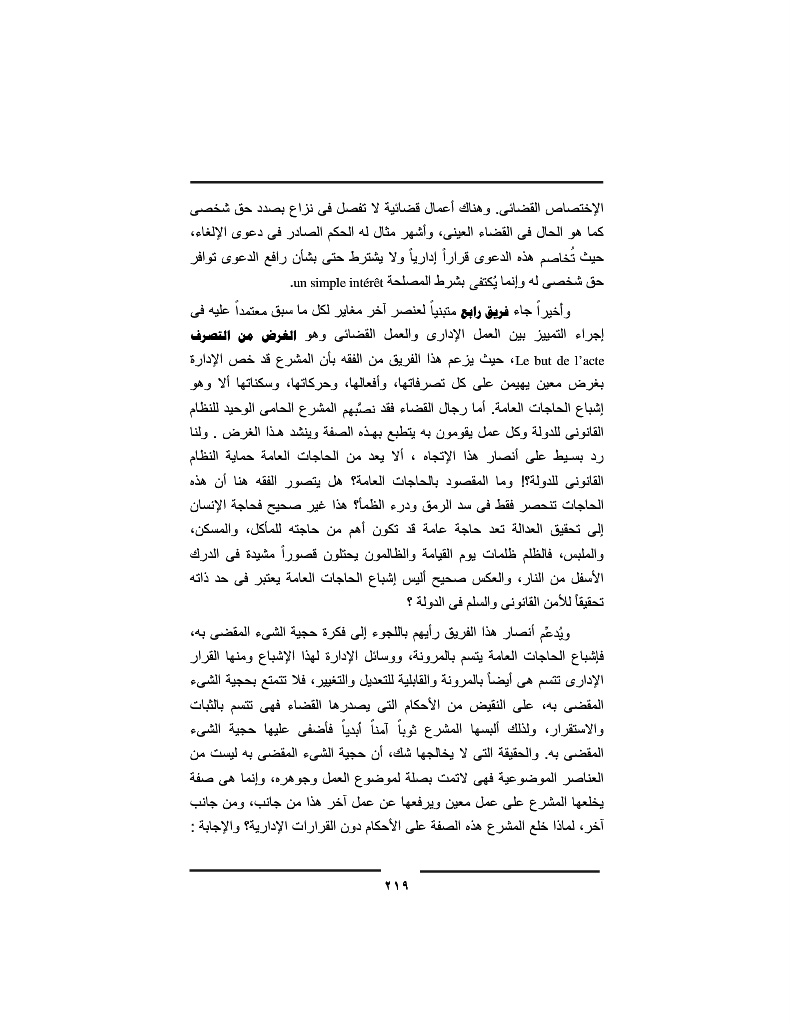 الإختصاص القضائى. وهناك أعمال قضائية لا تفصل فى نزاع بصدد حق شخصى
كما هو الحال فى القضاء العينى، وأشهر مثال له الحكم الصادر فى دعوى الإلغاء،
حيث تُخاصم هذه الدعوى قراراً إدارياً ولا يشترط حتى بشأن رافع الدعوى توافر
حق شخصى له وإنما يُكتفى بشرط المصلحة un simple intérêt.
وأخيراً جاء فريق رابع متبنياً لعنصر آخر مغاير لكل ما سبق معتمداً عليه فى
إجراء التمييز بين العمل الإدارى والعمل القضائى وهو الغرض من التصرف
Le but de l’acte، حيث يزعم هذا الفريق من الفقه بأن المشرع قد خص الإدارة
بغرض معين يهيمن على كل تصرفاتها، وأفعالها، وحركاتها، وسكناتها ألا وهو
إشباع الحاجات العامة. أما رجال القضاء فقد نصَّبهم المشرع الحامى الوحيد للنظام
القانونى للدولة وكل عمل يقومون به يتطبع بهذه الصفة وينشد هذا الغرض . ولنا
رد بسيط على أنصار هذا الإتجاه ، ألا يعد من الحاجات العامة حماية النظام
القانونى للدولة؟! وما المقصود بالحاجات العامة؟ هل يتصور الفقه هنا أن هذه
الحاجات تنحصر فقط فى سد الرمق ودرء الظمأ؟ هذا غير صحيح فحاجة الإنسان
إلى تحقيق العدالة تعد حاجة عامة قد تكون أهم من حاجته للمأكل، والمسكن،
والملبس، فالظلم ظلمات يوم القيامة والظالمون يحتلون قصوراً مشيدة فى الدرك
الأسفل من النار، والعكس صحيح أليس إشباع الحاجات العامة يعتبر فى حد ذاته
تحقيقاً للأمن القانونى والسلم فى الدولة ؟
ويُدعِّم أنصار هذا الفريق رأيهم باللجوء إلى فكرة حجية الشىء المقضى به،
فإشباع الحاجات العامة يتسم بالمرونة، ووسائل الإدارة لهذا الإشباع ومنها القرار
الإدارى تتسم هى أيضاً بالمرونة والقابلية للتعديل والتغيير، فلا تتمتع بحجية الشىء
المقضى به، على النقيض من الأحكام التى يصدرها القضاء فهى تتسم بالثبات
والاستقرار، ولذلك ألبسها المشرع ثوباً آمناً أبدياً فأضفى عليها حجية الشىء
المقضى به. والحقيقة التى لا يخالجها شك، أن حجية الشىء المقضى به ليست من
العناصر الموضوعية فهى لاتمت بصلة لموضوع العمل وجوهره، وإنما هى صفة
يخلعها المشرع على عمل معين ويرفعها عن عمل آخر هذا من جانب، ومن جانب
آخر، لماذا خلع المشرع هذه الصفة على الأحكام دون القرارات الإدارية؟ والإجابة :
٢١٩